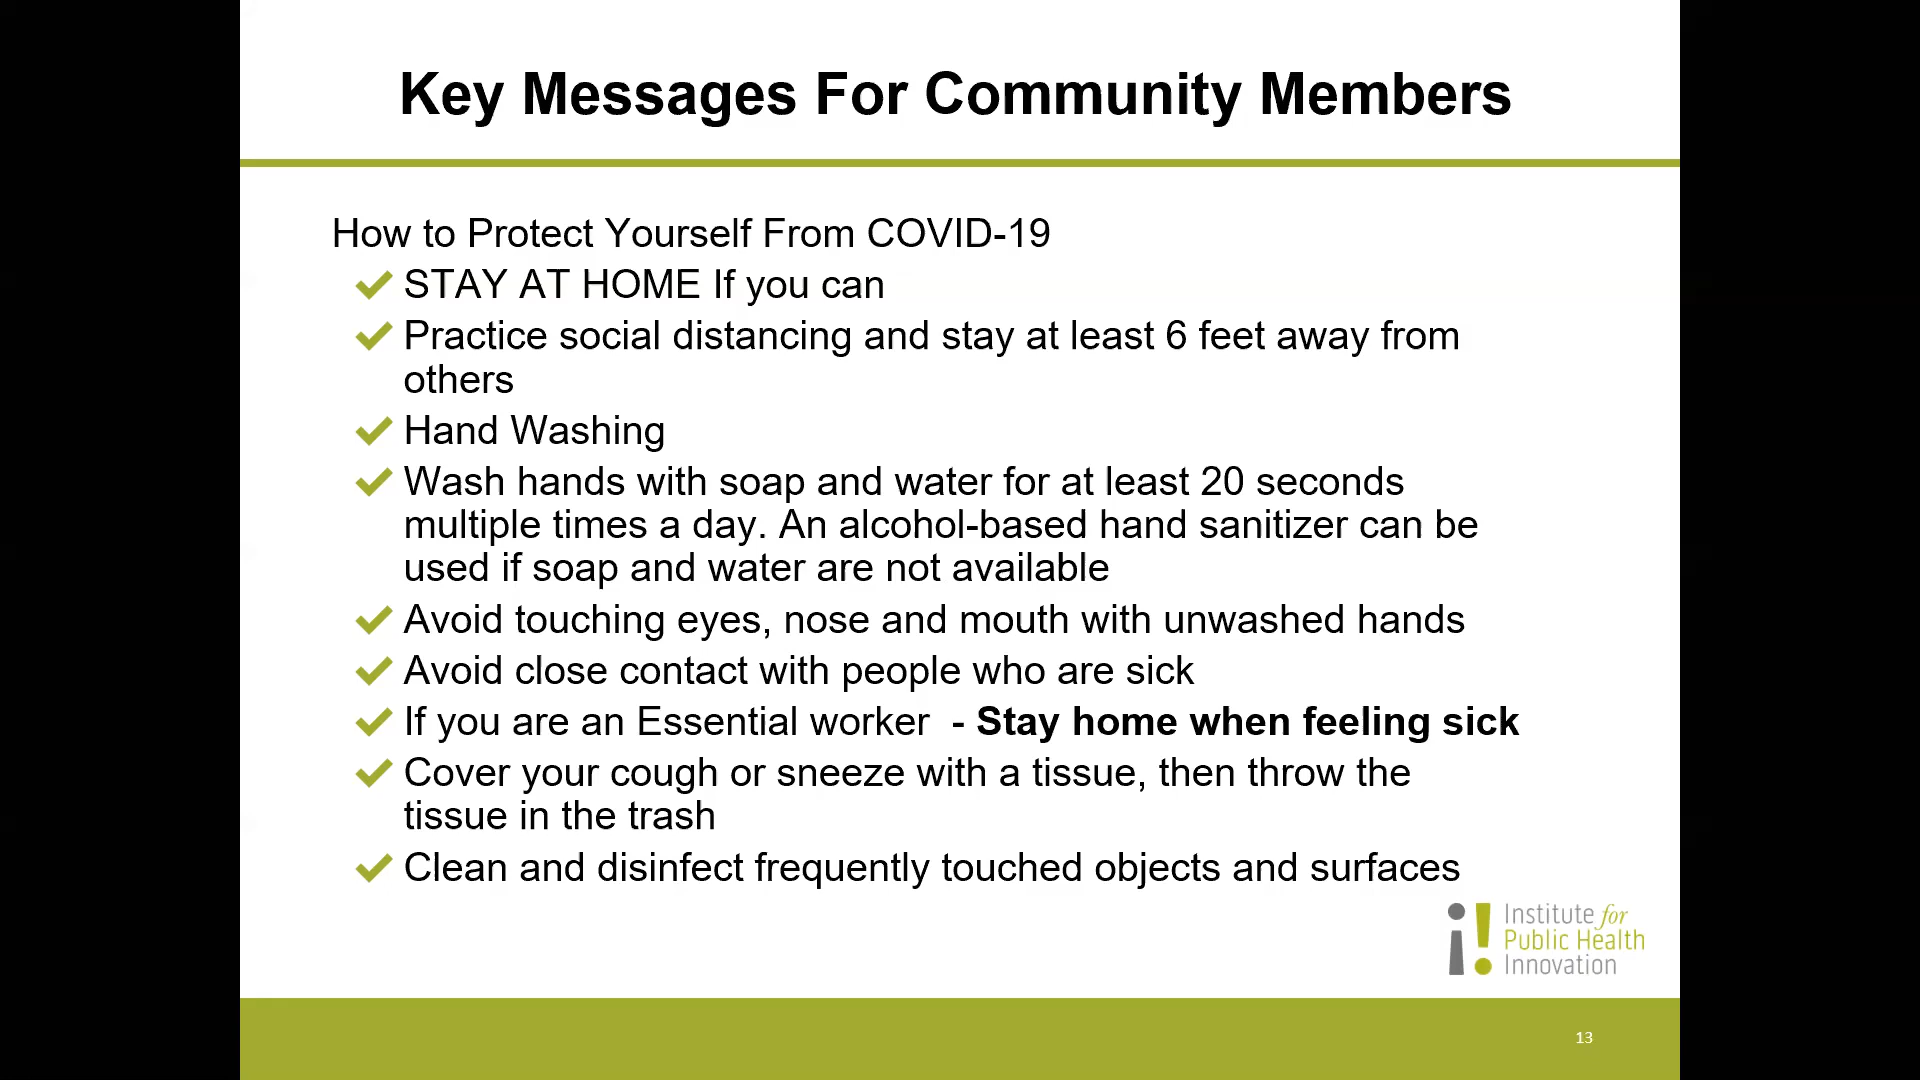 Key Messages For Community Members
How to Protect Yourself From COVID-19
STAY AT HOME If you can
Practice social distancing and stay at least 6 feet away from
others
Hand Washing
Wash hands with soap and water for at least 20 seconds
multiple times a day. An alcohol-based hand sanitizer can be
used if soap and water are not available
Avoid touching eyes, nose and mouth with unwashed hands
Avoid close contact with people who are sick
If you are an Essential worker  - Stay home when feeling sick
Cover your cough or sneeze with a tissue, then throw the
tissue in the trash
Clean and disinfect frequently touched objects and surfaces
Institute for
Public Health
Innovation
13